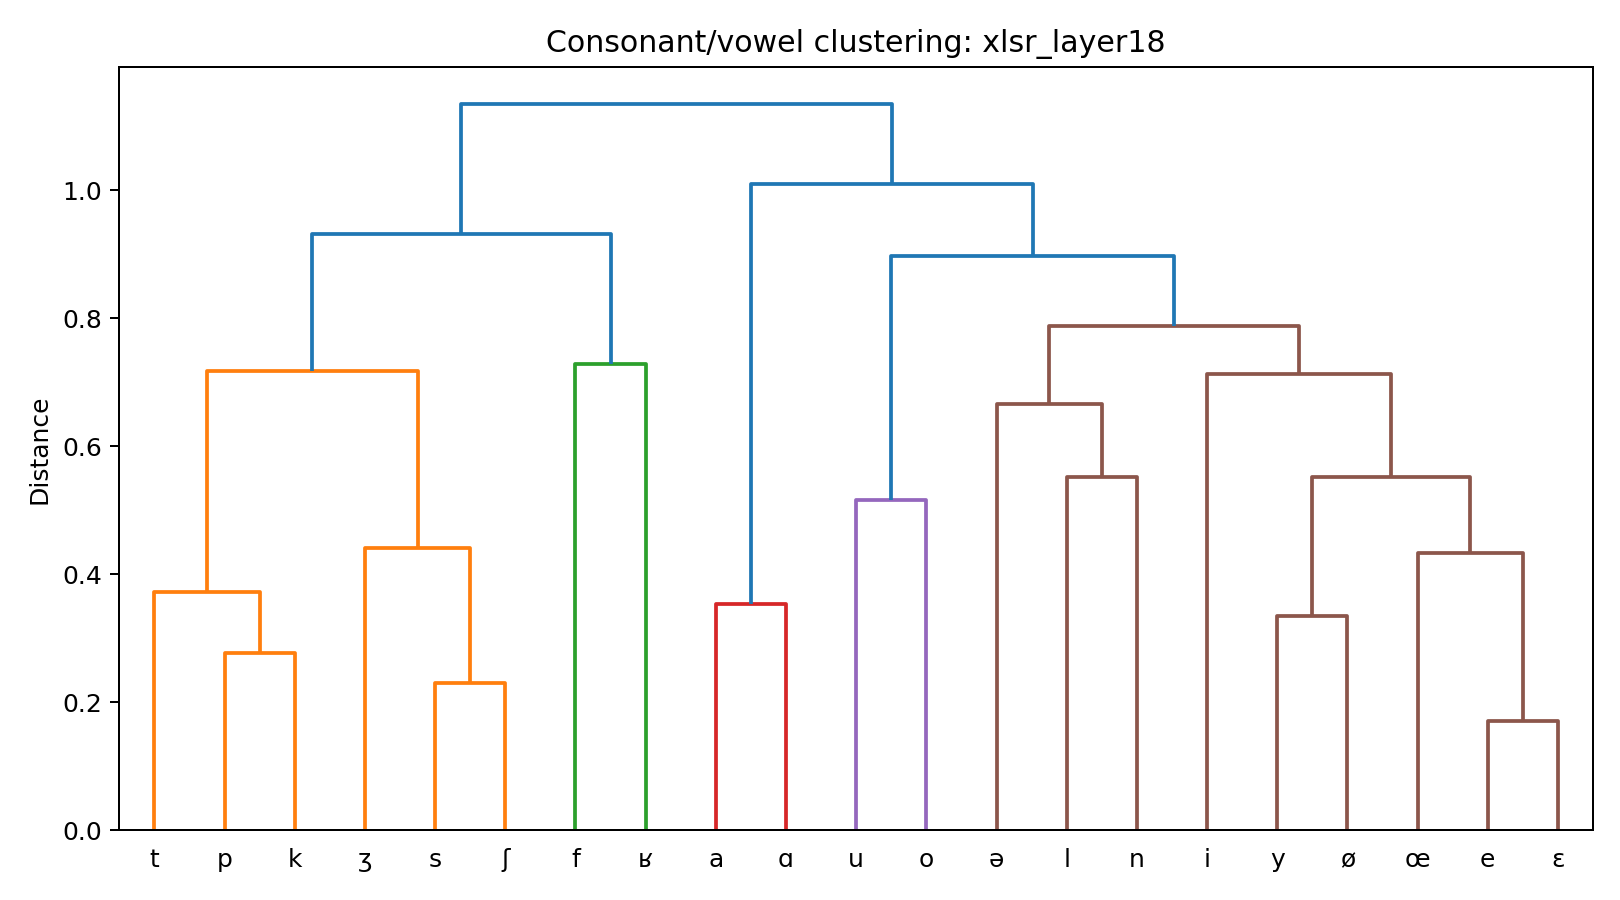 Consonant/vowel clustering: xlsr_layer18
Distance
1.0
0.8
0.6
0.4
0.2
0.0
t p k ʒ s ʃ f ʁ a ɑ u o ə l n i y ø œ e ɛ